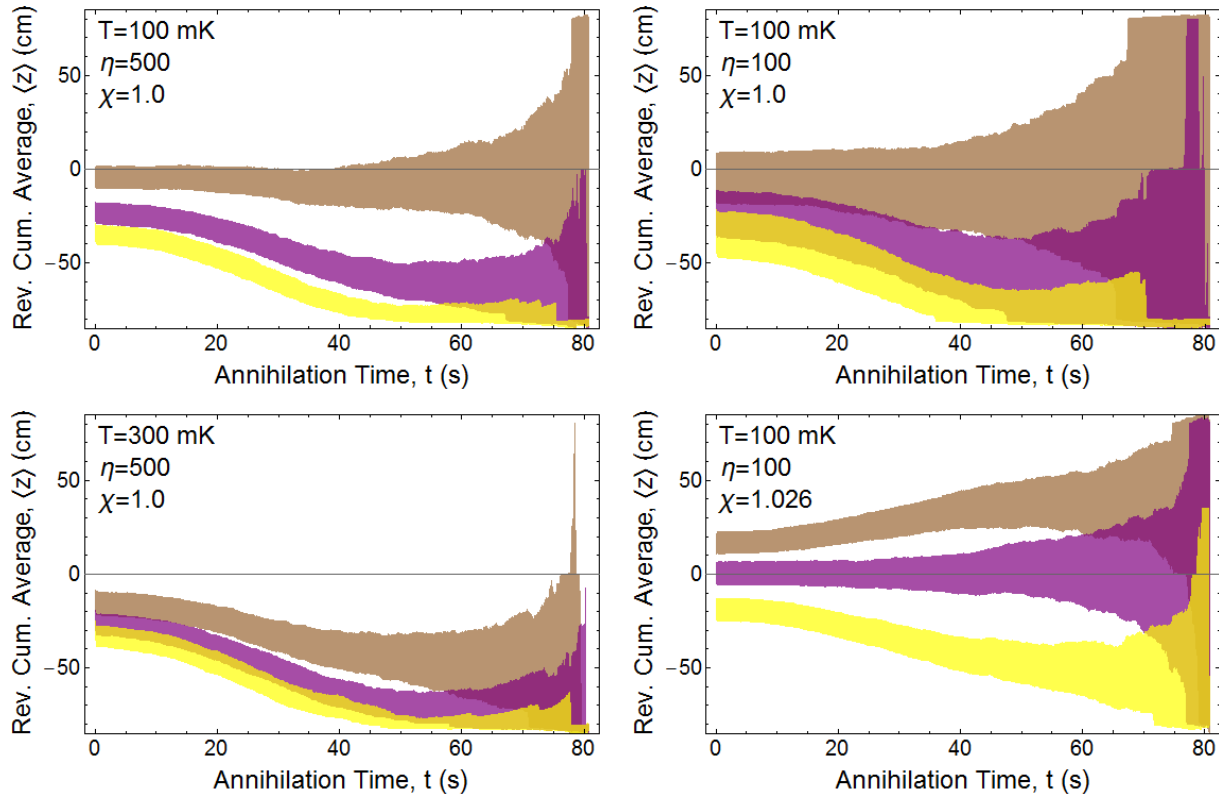 T=100 mK
η=500
χ=1.0
50
0
−50
Rev. Cum. Average, ⟨z⟩ (cm)
0 20 40 60 80
Annihilation Time, t (s)
T=100 mK
η=100
χ=1.0
50
0
−50
Rev. Cum. Average, ⟨z⟩ (cm)
0 20 40 60 80
Annihilation Time, t (s)
T=300 mK
η=500
χ=1.0
50
0
−50
Rev. Cum. Average, ⟨z⟩ (cm)
0 20 40 60 80
Annihilation Time, t (s)
T=100 mK
η=100
χ=1.026
50
0
−50
Rev. Cum. Average, ⟨z⟩ (cm)
0 20 40 60 80
Annihilation Time, t (s)